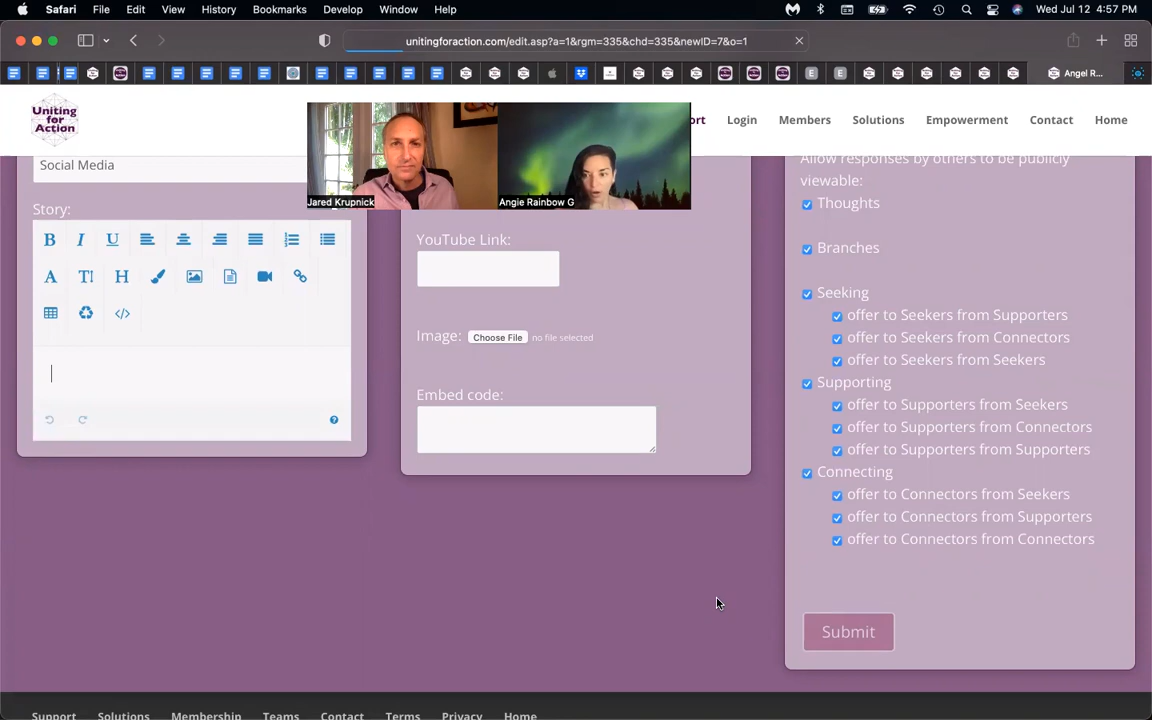 Safari File Edit View History Bookmarks Develop Window Help Wed Jul 12 4:57 PM
unitingforaction.com/edit.asp?a=1&rgm=335&chd=335&newID=7&o=1
Angel R...
Uniting
for
Action
Login Members Solutions Empowerment Contact Home
Jared Krupnick
Angie Rainbow G
Social Media
Story:
B I U
A T H
YouTube Link:
Image: Choose File no file selected
Embed code:
Allow responses by others to be publicly
viewable:
Thoughts
Branches
Seeking
offer to Seekers from Supporters
offer to Seekers from Connectors
offer to Seekers from Seekers
Supporting
offer to Supporters from Seekers
offer to Supporters from Connectors
offer to Supporters from Supporters
Connecting
offer to Connectors from Seekers
offer to Connectors from Supporters
offer to Connectors from Connectors
Submit
Support Solutions Membership Teams Contact Terms Privacy Home